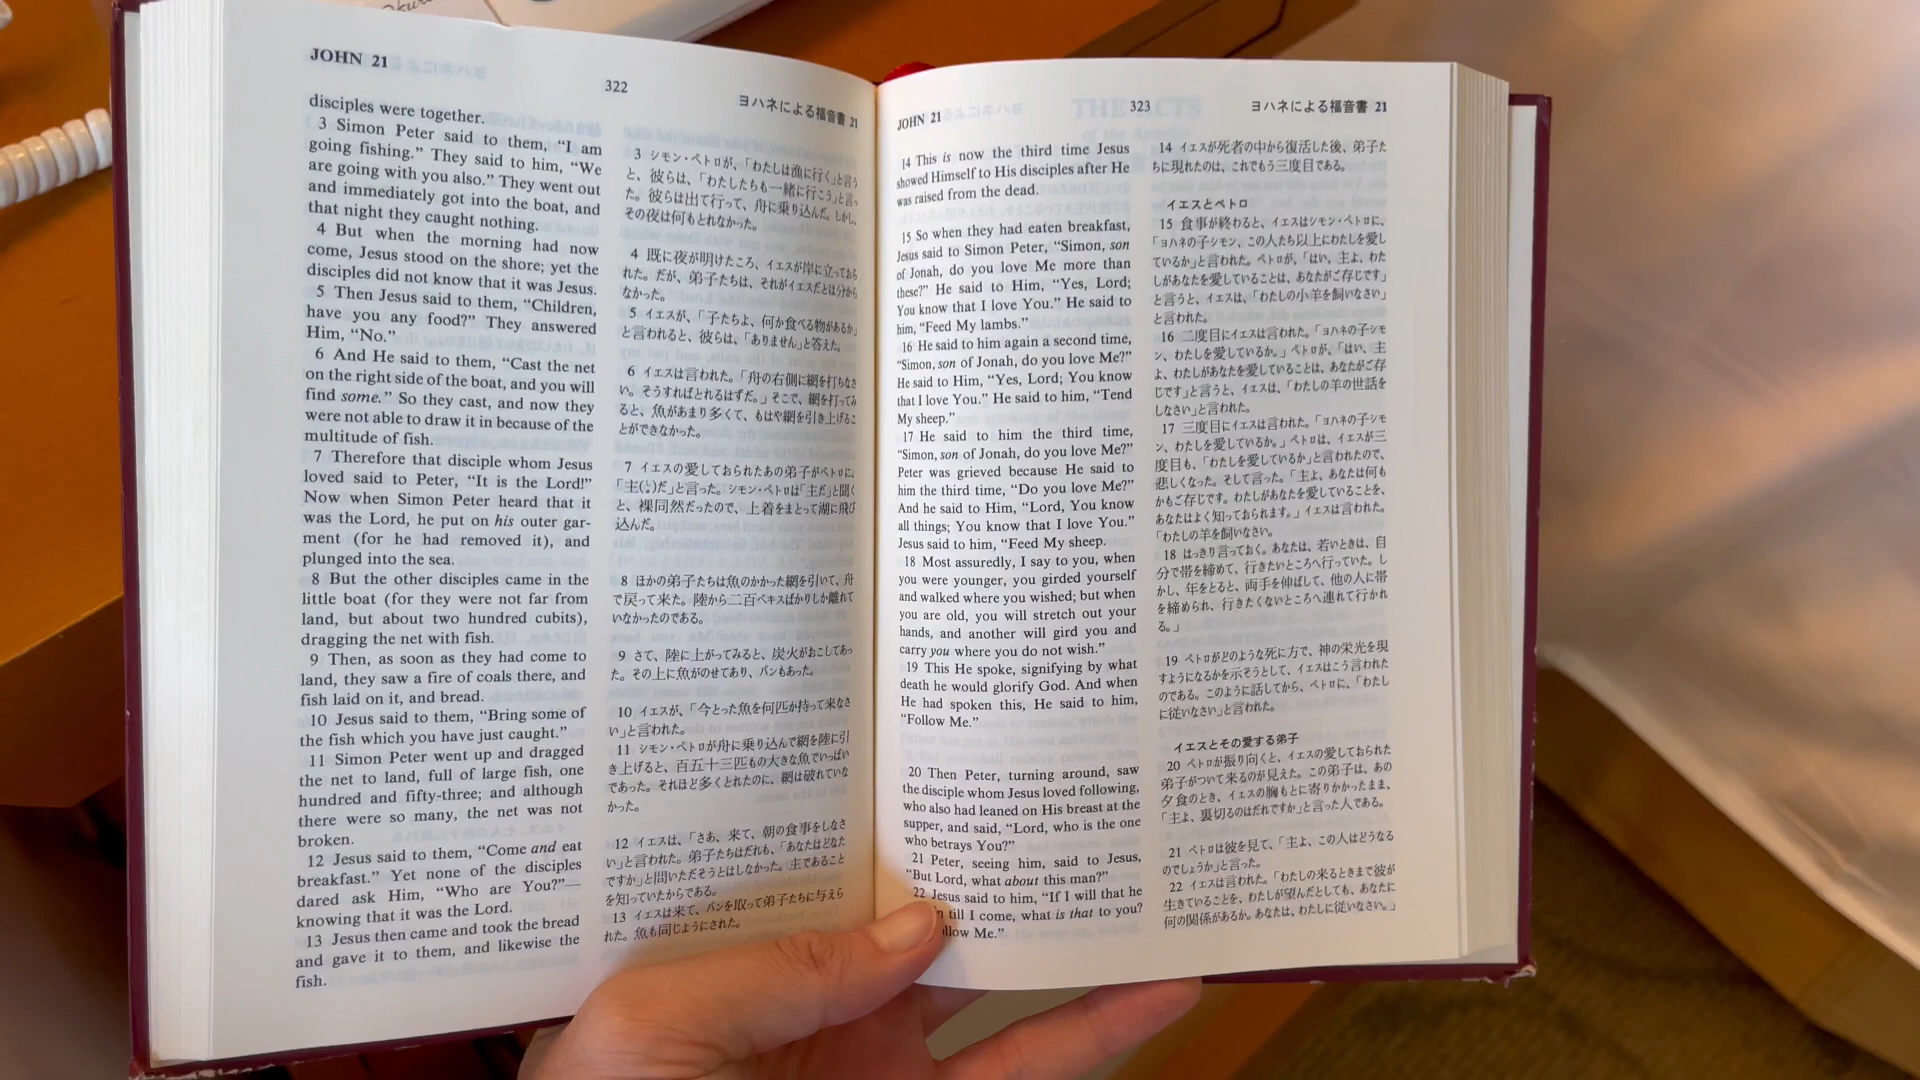 JOHN 21
322
ヨハネによる福音書 21
disciples were together.
3 Simon Peter said to them, “I am
going fishing.” They said to him, “We
are going with you also.” They went out
and immediately got into the boat, and
that night they caught nothing.
4 But when the morning had now
come, Jesus stood on the shore; yet the
disciples did not know that it was Jesus.
5 Then Jesus said to them, “Children,
have you any food?” They answered
Him, “No.”
6 And He said to them, “Cast the net
on the right side of the boat, and you will
find some.” So they cast, and now they
were not able to draw it in because of the
multitude of fish.
7 Therefore that disciple whom Jesus
loved said to Peter, “It is the Lord!”
Now when Simon Peter heard that it
was the Lord, he put on his outer gar-
ment (for he had removed it), and
plunged into the sea.
8 But the other disciples came in the
little boat (for they were not far from
land, but about two hundred cubits),
dragging the net with fish.
9 Then, as soon as they had come to
land, they saw a fire of coals there, and
fish laid on it, and bread.
10 Jesus said to them, “Bring some of
the fish which you have just caught.”
11 Simon Peter went up and dragged
the net to land, full of large fish, one
hundred and fifty-three; and although
there were so many, the net was not
broken.
12 Jesus said to them, “Come and eat
breakfast.” Yet none of the disciples
dared ask Him, “Who are You?”—
knowing that it was the Lord.
13 Jesus then came and took the bread
and gave it to them, and likewise the
fish.
3 シモン・ペトロが、「わたしは漁に行く」と言う
と、彼らは、「わたしたちも一緒に行こう」と言っ
た。彼らは出て行って、舟に乗り込んだ。しかし、
その夜は何もとれなかった。
4 既に夜が明けたころ、イエスが岸に立っておら
れた。だが、弟子たちは、それがイエスだとは分から
なかった。
5 イエスが、「子たちよ、何か食べる物があるか」
と言われると、彼らは、「ありません」と答えた。
6 イエスは言われた。「舟の右側に網を打ちなさ
い。そうすればとれるはずだ。」そこで、網を打ってみ
ると、魚があまり多くて、もはや網を引き上げるこ
とができなかった。
7 イエスの愛しておられたあの弟子がペトロに、
「主(しゅ)だ」と言った。シモン・ペトロは「主だ」と聞く
と、裸同然だったので、上着をまとって湖に飛び
込んだ。
8 ほかの弟子たちは魚のかかった網を引いて、舟
で戻って来た。陸から二百ペキスばかりしか離れて
いなかったのである。
9 さて、陸に上がってみると、炭火がおこしてあっ
た。その上に魚がのせてあり、パンもあった。
10 イエスが、「今とった魚を何匹か持って来なさ
い」と言われた。
11 シモン・ペトロが舟に乗り込んで網を陸に引
き上げると、百五十三匹もの大きな魚でいっぱい
であった。それほど多くとれたのに、網は破れていな
かった。
12 イエスは、「さあ、来て、朝の食事をしなさ
い」と言われた。弟子たちはだれも、「あなたはどなた
ですか」と問いただそうとはしなかった。主であること
を知っていたからである。
13 イエスは来て、パンを取って弟子たちに与えら
れた。魚も同じようにされた。
JOHN 21
323
ヨハネによる福音書 21
14 This is now the third time Jesus
showed Himself to His disciples after He
was raised from the dead.
15 So when they had eaten breakfast,
Jesus said to Simon Peter, “Simon, son
of Jonah, do you love Me more than
these?” He said to Him, “Yes, Lord;
You know that I love You.” He said to
him, “Feed My lambs.”
16 He said to him again a second time,
“Simon, son of Jonah, do you love Me?”
He said to Him, “Yes, Lord; You know
that I love You.” He said to him, “Tend
My sheep.”
17 He said to him the third time,
“Simon, son of Jonah, do you love Me?”
Peter was grieved because He said to
him the third time, “Do you love Me?”
And he said to Him, “Lord, You know
all things; You know that I love You.”
Jesus said to him, “Feed My sheep.
18 Most assuredly, I say to you, when
you were younger, you girded yourself
and walked where you wished; but when
you are old, you will stretch out your
hands, and another will gird you and
carry you where you do not wish.”
19 This He spoke, signifying by what
death he would glorify God. And when
He had spoken this, He said to him,
“Follow Me.”
20 Then Peter, turning around, saw
the disciple whom Jesus loved following,
who also had leaned on His breast at the
supper, and said, “Lord, who is the one
who betrays You?”
21 Peter, seeing him, said to Jesus,
“But Lord, what about this man?”
22 Jesus said to him, “If I will that he
till I come, what is that to you?
Me.”
14 イエスが死者の中から復活した後、弟子た
ちに現れたのは、これでもう三度目である。
イエスとペトロ
15 食事が終わると、イエスはシモン・ペトロに、
「ヨハネの子シモン、この人たち以上にわたしを愛し
ているか」と言われた。ペトロが、「はい、主よ、わた
しがあなたを愛していることは、あなたがご存じです」
と言うと、イエスは、「わたしの小羊を飼いなさい」
と言われた。
16 二度目にイエスは言われた。「ヨハネの子シモ
ン、わたしを愛しているか。」ペトロが、「はい、主
よ、わたしがあなたを愛していることは、あなたがご存
じです」と言うと、イエスは、「わたしの羊の世話を
しなさい」と言われた。
17 三度目にイエスは言われた。「ヨハネの子シモ
ン、わたしを愛しているか。」ペトロは、イエスが三
度目も、「わたしを愛しているか」と言われたので、
悲しくなった。そして言った。「主よ、あなたは何も
かもご存じです。わたしがあなたを愛していることを、
あなたはよく知っておられます。」イエスは言われた。
「わたしの羊を飼いなさい。
18 はっきり言っておく。あなたは、若いときは、自
分で帯を締めて、行きたいところへ行っていた。し
かし、年をとると、両手を伸ばして、他の人に帯
を締められ、行きたくないところへ連れて行かれ
る。」
19 ペトロがどのような死に方で、神の栄光を現
すようになるかを示そうとして、イエスはこう言われた
のである。このように話してから、ペトロに、「わたし
に従いなさい」と言われた。
イエスとその愛する弟子
20 ペトロが振り向くと、イエスの愛しておられた
弟子がついて来るのが見えた。この弟子は、あの
夕食のとき、イエスの胸もとに寄りかかったまま、
「主よ、裏切るのはだれですか」と言った人である。
21 ペトロは彼を見て、「主よ、この人はどうなる
のでしょうか」と言った。
22 イエスは言われた。「わたしの来るときまで彼が
生きていることを、わたしが望んだとしても、あなたに
何の関係があるか。あなたは、わたしに従いなさい。」